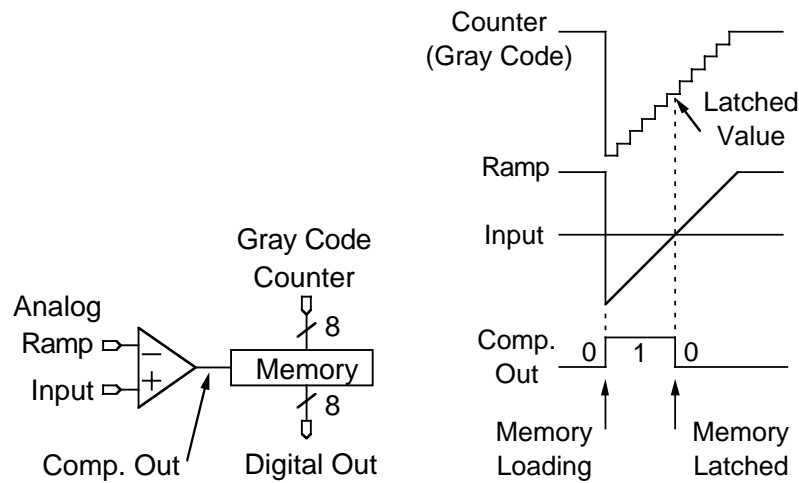 Gray Code
Counter
Analog
Ramp
Input
−
+
8
Memory
8
Comp. Out
Digital Out
Counter
(Gray Code)
Latched
Value
Ramp
Input
Comp.
Out
0
1
0
Memory
Loading
Memory
Latched